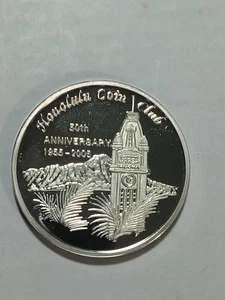 Honolulu Coin Club
50th
ANNIVERSARY
1955-2005